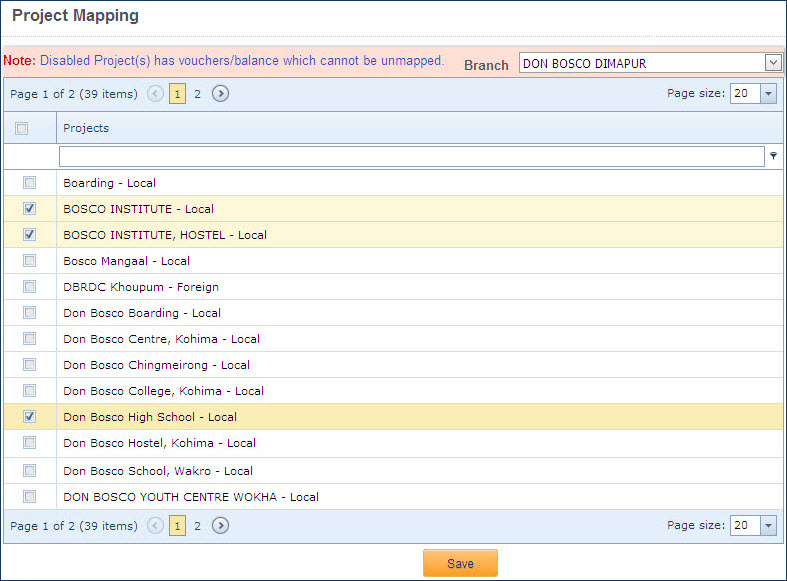 Project Mapping
Note: Disabled Project(s) has vouchers/balance which cannot be unmapped. Branch DON BOSCO DIMAPUR
Page 1 of 2 (39 items) 1 2 Page size: 20
Projects
Boarding - Local
BOSCO INSTITUTE - Local
BOSCO INSTITUTE, HOSTEL - Local
Bosco Mangaal - Local
DBRDC Khoupum - Foreign
Don Bosco Boarding - Local
Don Bosco Centre, Kohima - Local
Don Bosco Chingmeirong - Local
Don Bosco College, Kohima - Local
Don Bosco High School - Local
Don Bosco Hostel, Kohima - Local
Don Bosco School, Wakro - Local
DON BOSCO YOUTH CENTRE WOKHA - Local
Page 1 of 2 (39 items) 1 2 Page size: 20
Save